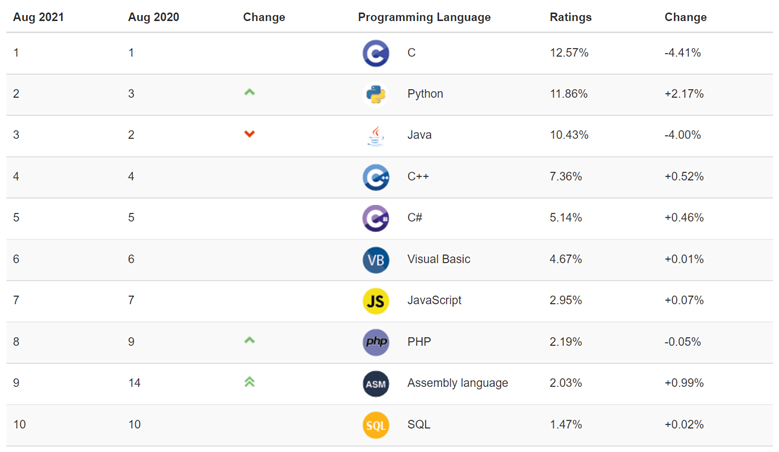 Aug 2021 Aug 2020 Change Programming Language Ratings Change
1 1 C C 12.57% -4.41%
2 3 Python 11.86% +2.17%
3 2 Java 10.43% -4.00%
4 4 C++ C++ 7.36% +0.52%
5 5 C# C# 5.14% +0.46%
6 6 VB Visual Basic 4.67% +0.01%
7 7 JS JavaScript 2.95% +0.07%
8 9 php PHP 2.19% -0.05%
9 14 ASM Assembly language 2.03% +0.99%
10 10 SQL SQL 1.47% +0.02%